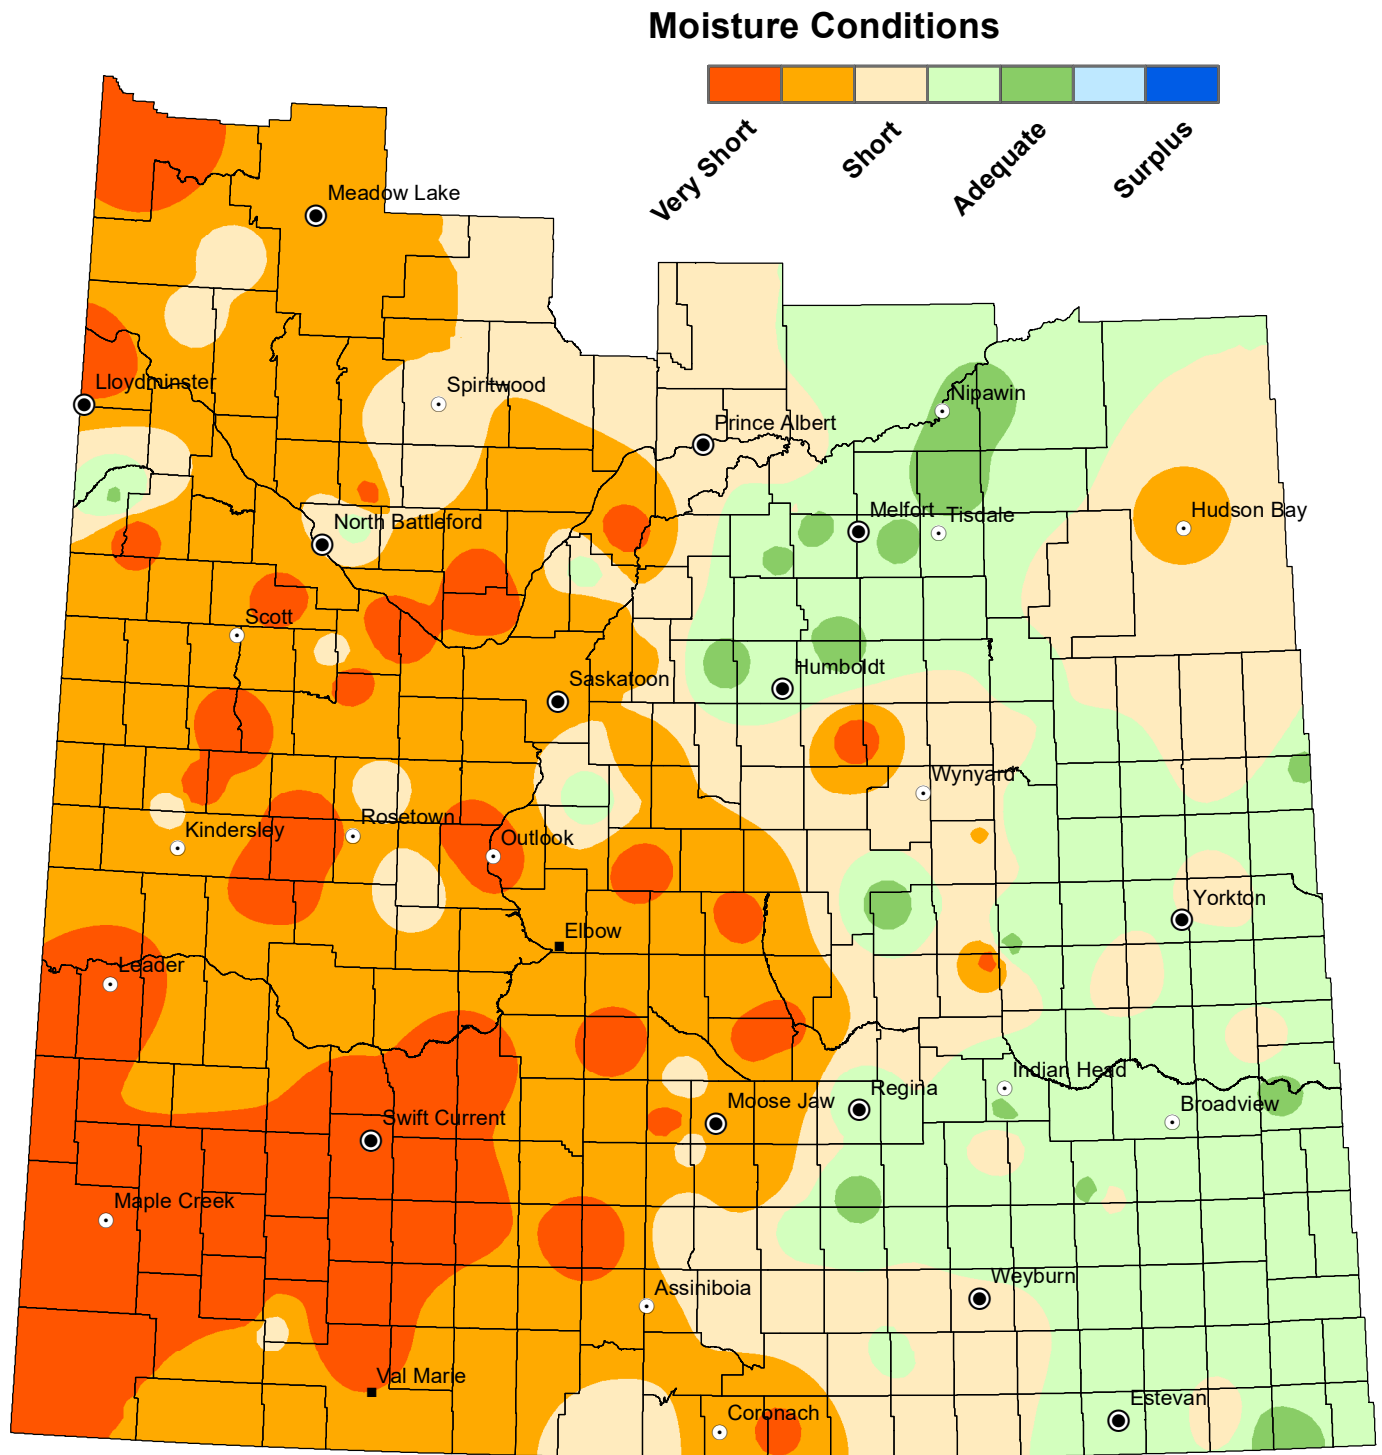 Moisture Conditions
Very Short
Short
Adequate
Surplus
Meadow Lake
Lloydminster
Spiritwood
Nipawin
Prince Albert
Hudson Bay
Melfort
Tisdale
North Battleford
Scott
Humboldt
Saskatoon
Wynyard
Rosetown
Kindersley
Outlook
Yorkton
Elbow
Leader
Indian Head
Regina
Moose Jaw
Broadview
Swift Current
Maple Creek
Weyburn
Assiniboia
Val Marie
Estevan
Coronach